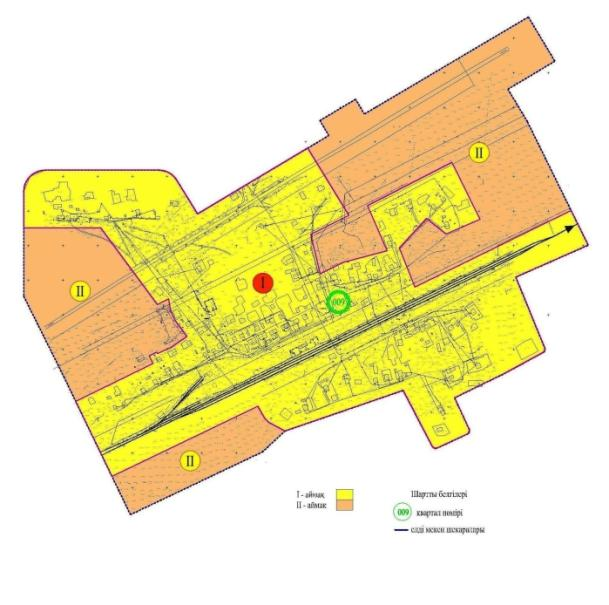 II
II
I
009
II
I - аймақ
II - аймақ
Шартты белгілері
009 квартал нөмірі
елді мекен шекаралары